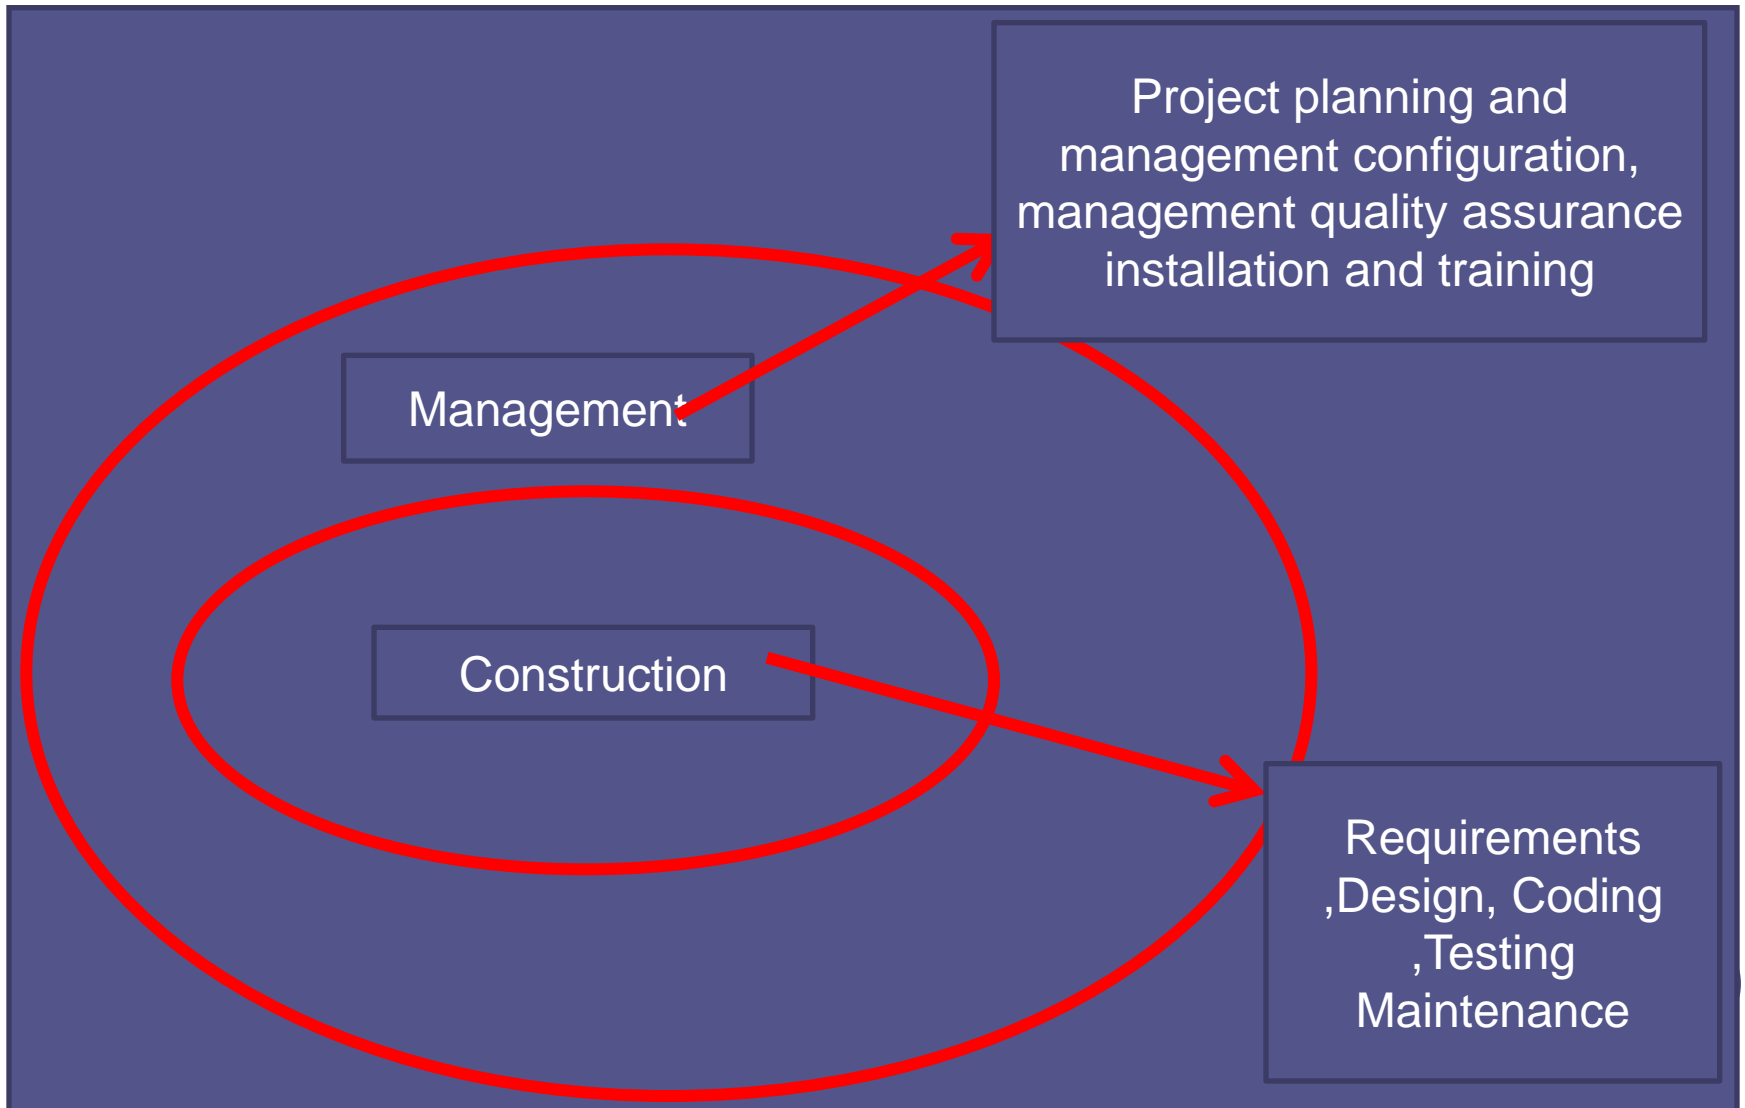 Project planning and
management configuration,
management quality assurance
installation and training
Management
Construction
Requirements
,Design, Coding
,Testing
Maintenance